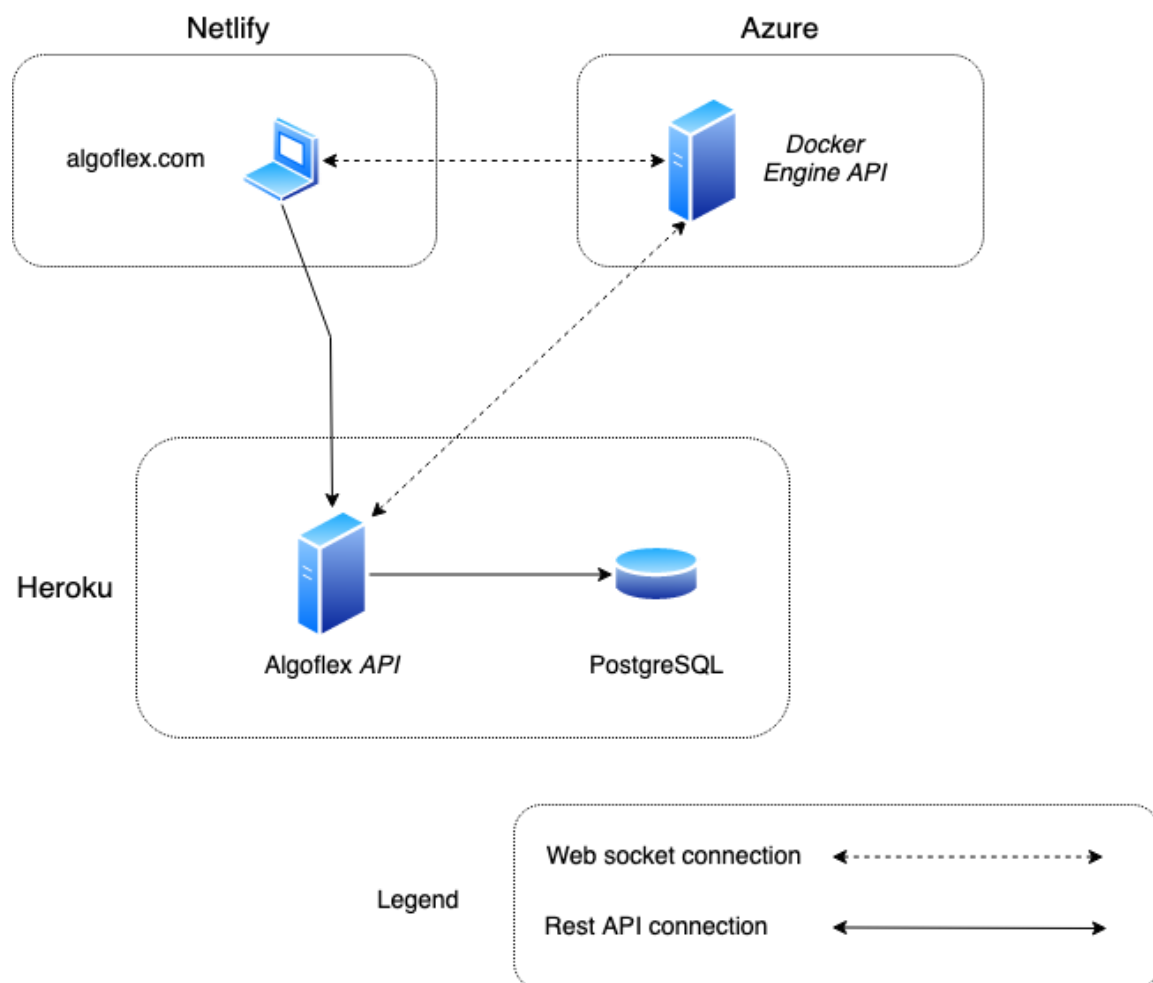 Netlify
Azure
algoflex.com
Docker
Engine API
Heroku
Algoflex API
PostgreSQL
Legend
Web socket connection
Rest API connection